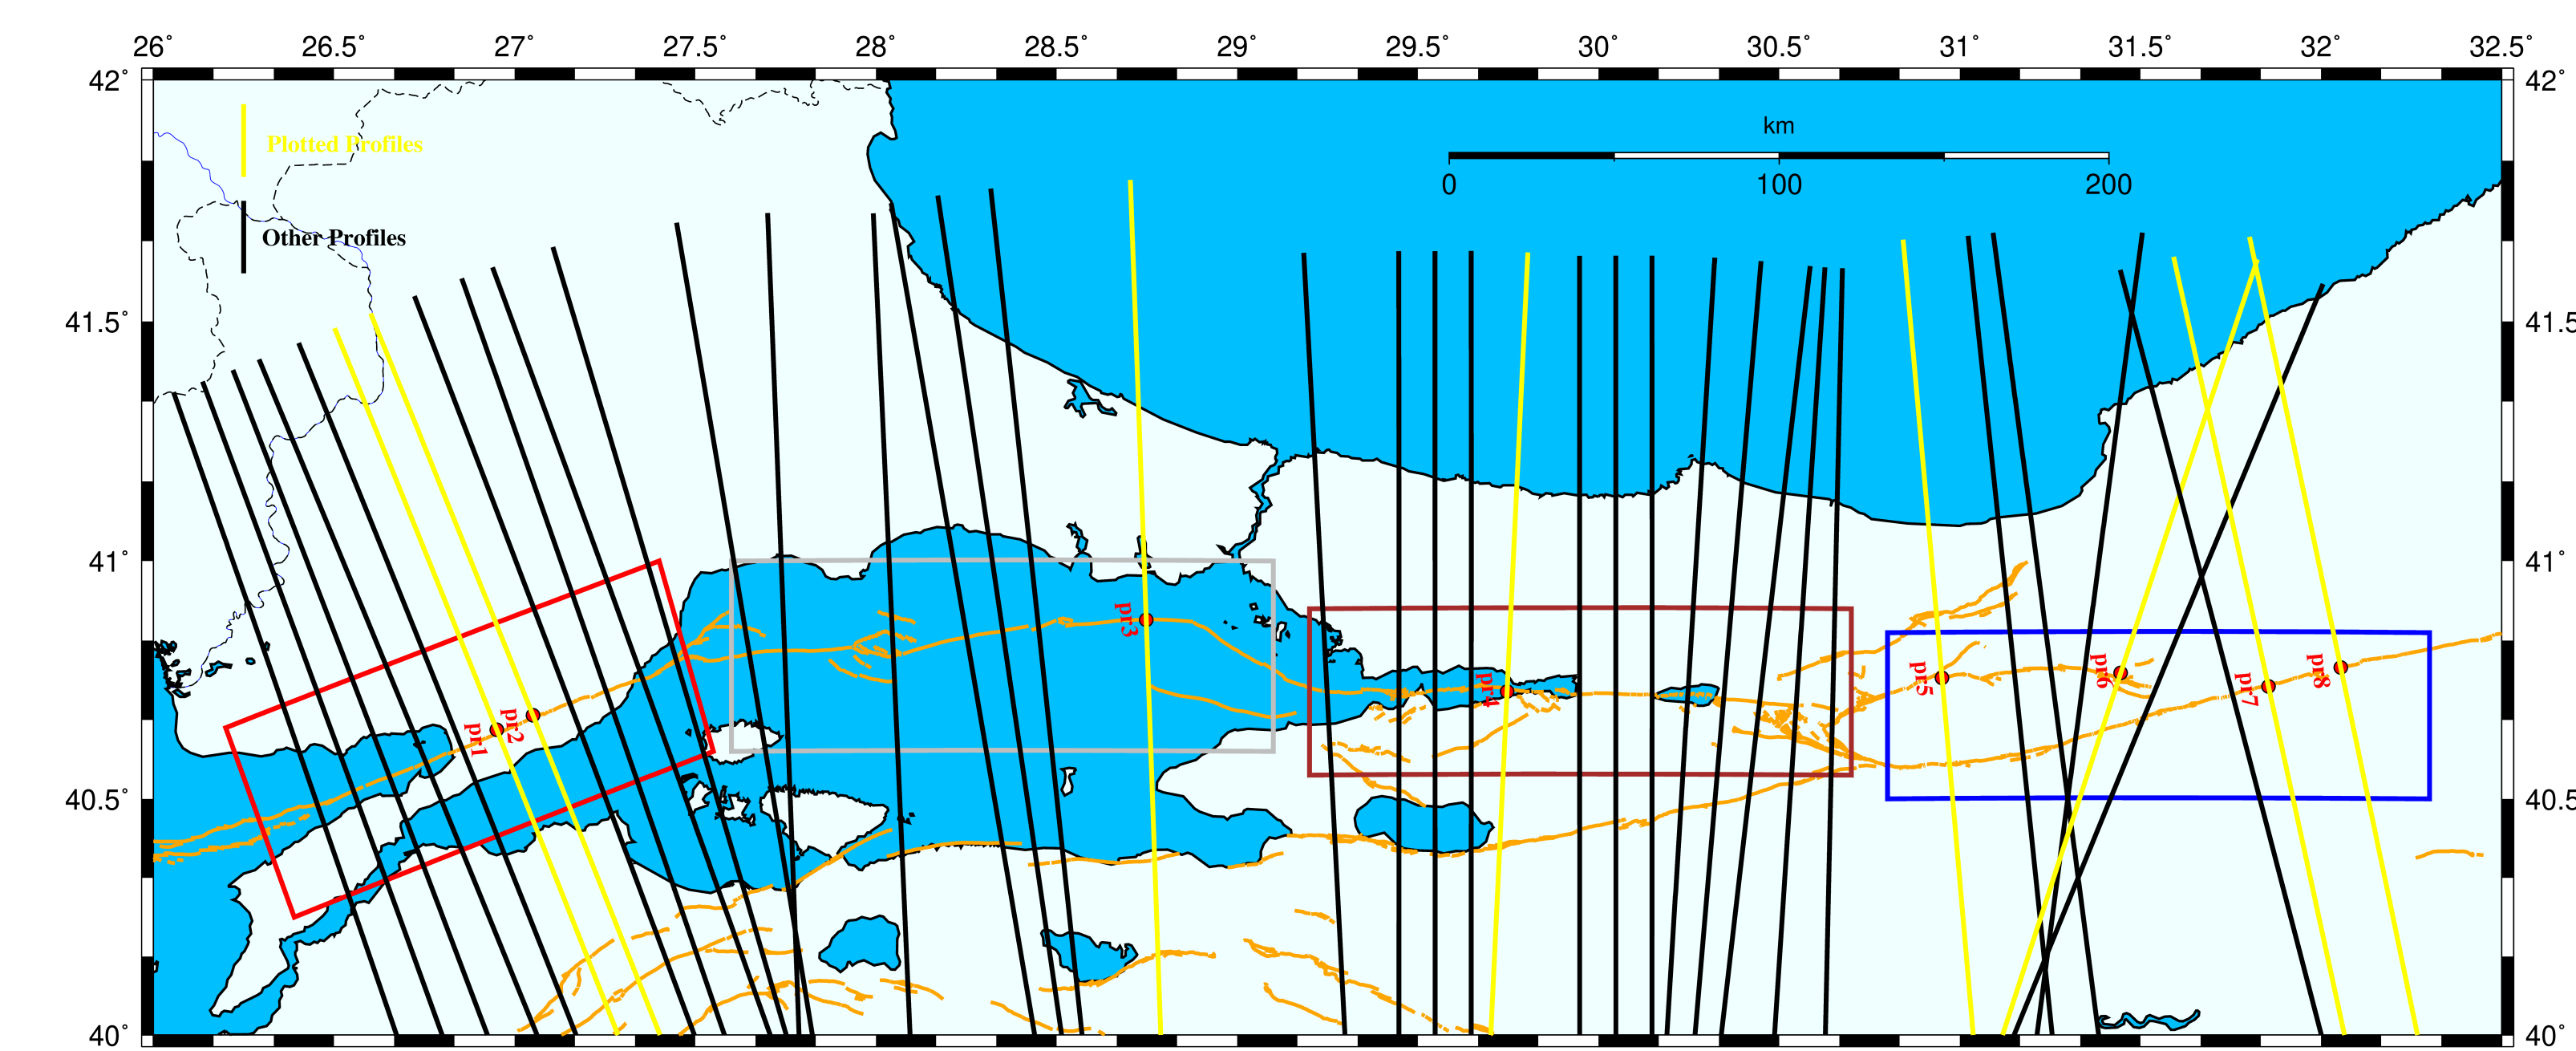 26° 26.5° 27° 27.5° 28° 28.5° 29° 29.5° 30° 30.5° 31° 31.5° 32° 32.5°
42° 42°
km
Plotted Profiles
0 100 200
Other Profiles
41.5° 41.5
41° 41°
pr3
pr5 pr6 pr8
pr4 pr7
pr1 pr2
40.5° 40.5
40° 40°